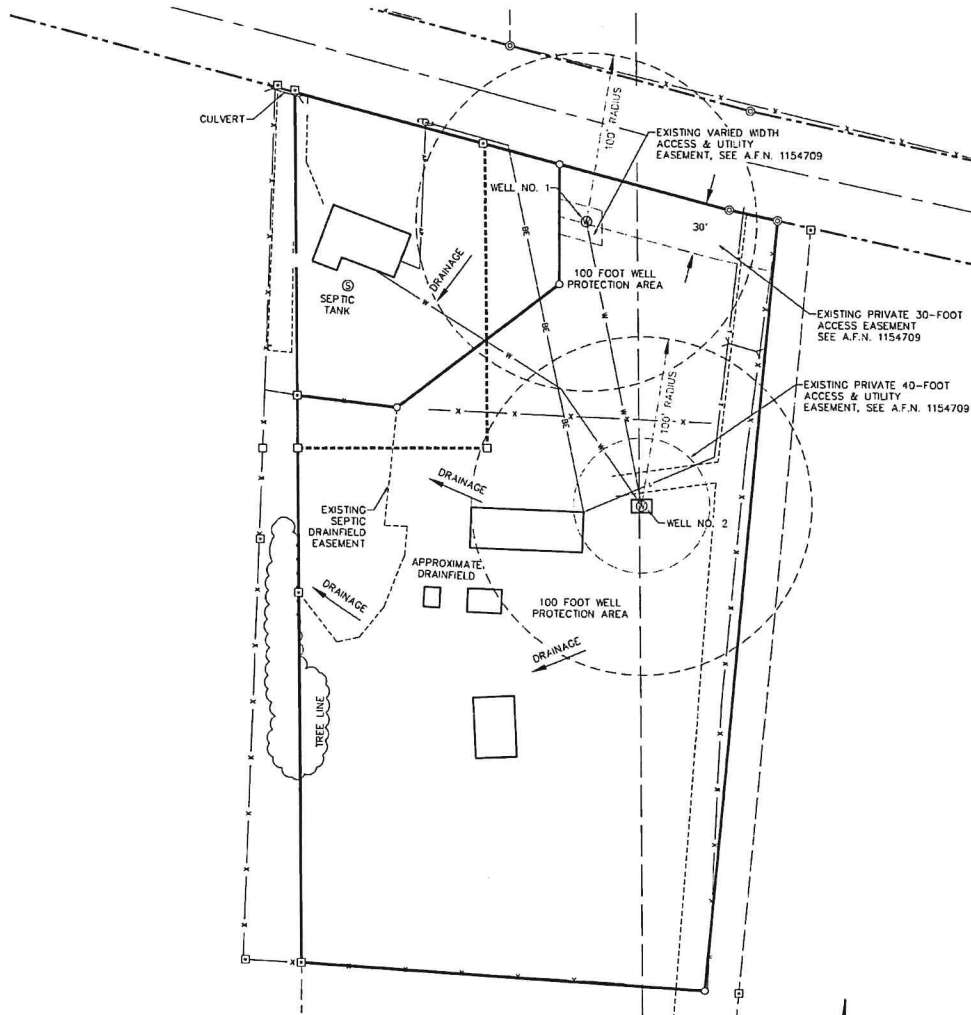 CULVERT
100' RADIUS
EXISTING VARIED WIDTH
ACCESS & UTILITY
EASEMENT, SEE A.F.N. 1154709
WELL NO. 1
W
30'
BE
DRAINAGE
100 FOOT WELL
PROTECTION AREA
S
SEPTIC
TANK
W
W
W
BE
EXISTING PRIVATE 30-FOOT
ACCESS EASEMENT
SEE A.F.N. 1154709
100' RADIUS
EXISTING PRIVATE 40-FOOT
ACCESS & UTILITY
EASEMENT, SEE A.F.N. 1154709
W
BE
DRAINAGE
EXISTING
SEPTIC
DRAINFIELD
EASEMENT
W
WELL NO. 2
APPROXIMATE
DRAINFIELD
DRAINAGE
100 FOOT WELL
PROTECTION AREA
DRAINAGE
TREE LINE